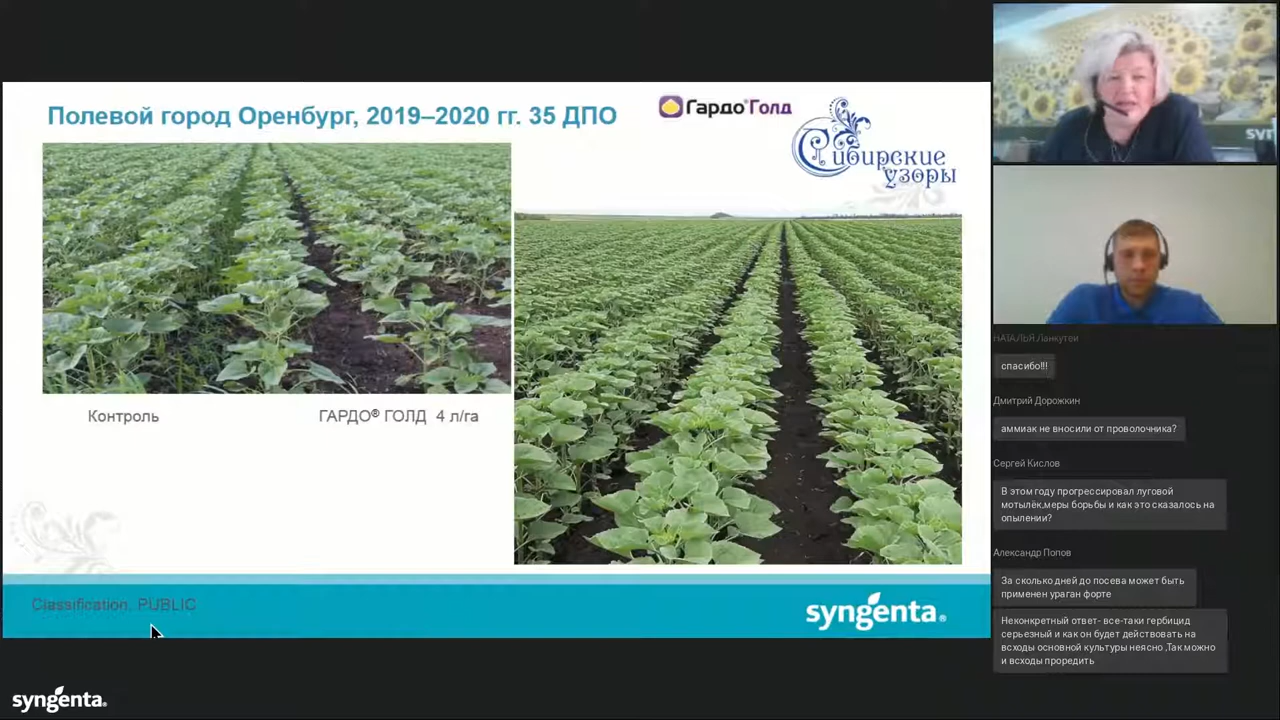 Полевой город Оренбург, 2019–2020 гг. 35 ДПО
Гардо Голд
Сибирские
узоры
Контроль
ГАРДО® ГОЛД 4 л/га
Classification: PUBLIC
syngenta®
syngenta®
НАТАЛЬЯ Ланкутен
спасибо!!!
Дмитрий Дорожкин
аммиак не вносили от проволочника?
Сергей Кислов
В этом году прогрессировал луговой
мотылёк,меры борьбы и как это сказалось на
опылении?
Александр Попов
За сколько дней до посева может быть
применен ураган форте
Неконкретный ответ- все-таки гербицид
серьезный и как он будет действовать на
всходы основной культуры неясно .Так можно
и всходы проредить